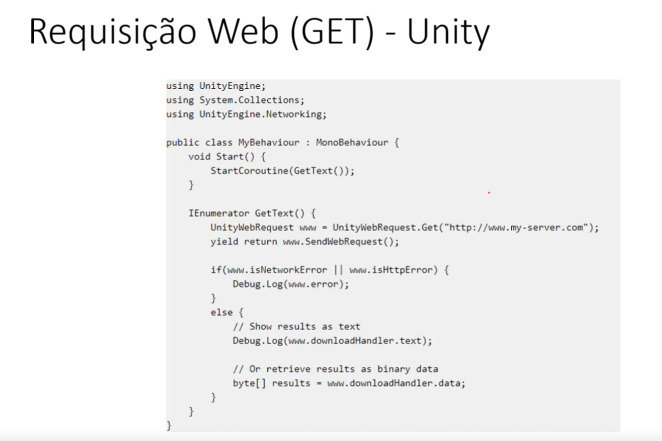 Requisição Web (GET) - Unity
using UnityEngine;
using System.Collections;
using UnityEngine.Networking;
public class MyBehaviour : MonoBehaviour {
void Start() {
StartCoroutine(GetText());
}
IEnumerator GetText() {
UnityWebRequest www = UnityWebRequest.Get("http://www.my-server.com");
yield return www.SendWebRequest();
if(www.isNetworkError || www.isHttpError) {
Debug.Log(www.error);
}
else {
// Show results as text
Debug.Log(www.downloadHandler.text);
// Or retrieve results as binary data
byte[] results = www.downloadHandler.data;
}
}
}